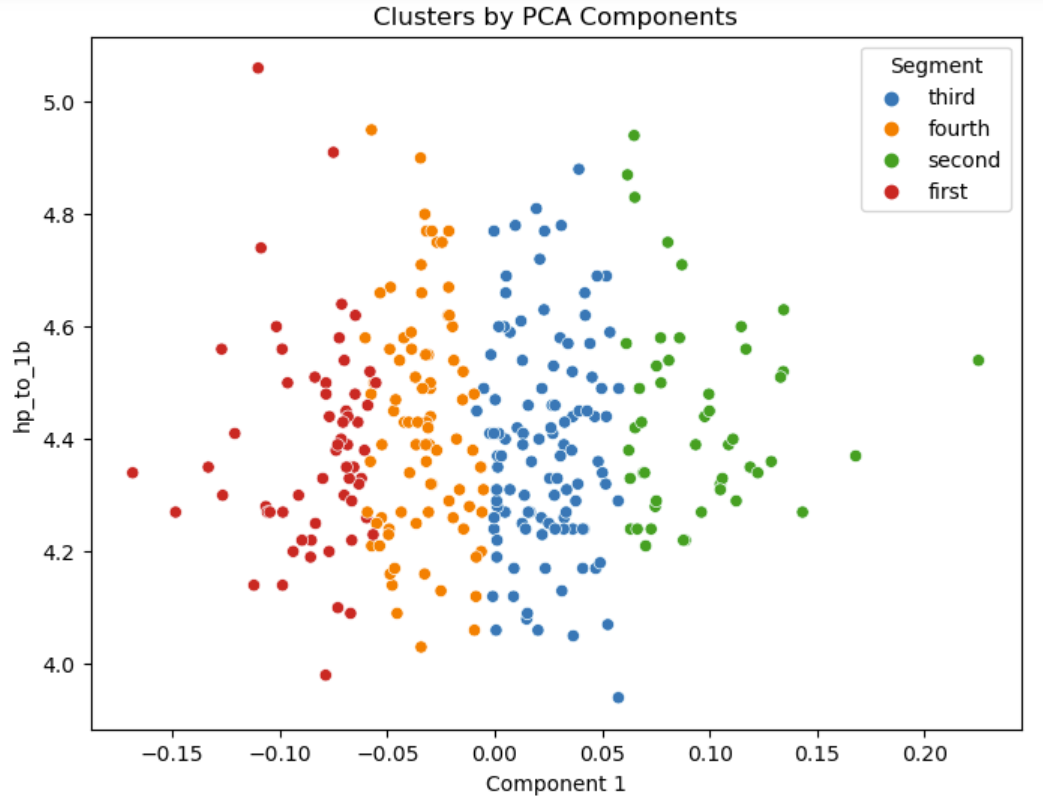 Clusters by PCA Components
Segment
third
fourth
second
first
hp_to_1b
5.0
4.8
4.6
4.4
4.2
4.0
−0.15
−0.10
−0.05
0.00
0.05
0.10
0.15
0.20
Component 1